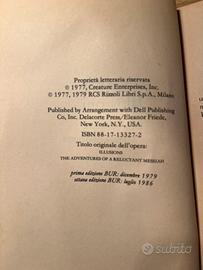 Proprietà letteraria riservata
© 1977, Creature Enterprises, Inc.
© 1977, 1979 RCS Rizzoli Libri S.p.A., Milano
Published by Arrangement with Dell Publishing
Co, Inc. Delacorte Press/Eleanor Friede,
New York, N.Y., USA
ISBN 88-17-13327-2
Titolo originale dell'opera:
ILLUSIONS
THE ADVENTURES OF A RELUCTANT MESSIAH
prima edizione BUR: dicembre 1979
ottava edizione BUR: luglio 1986
subito